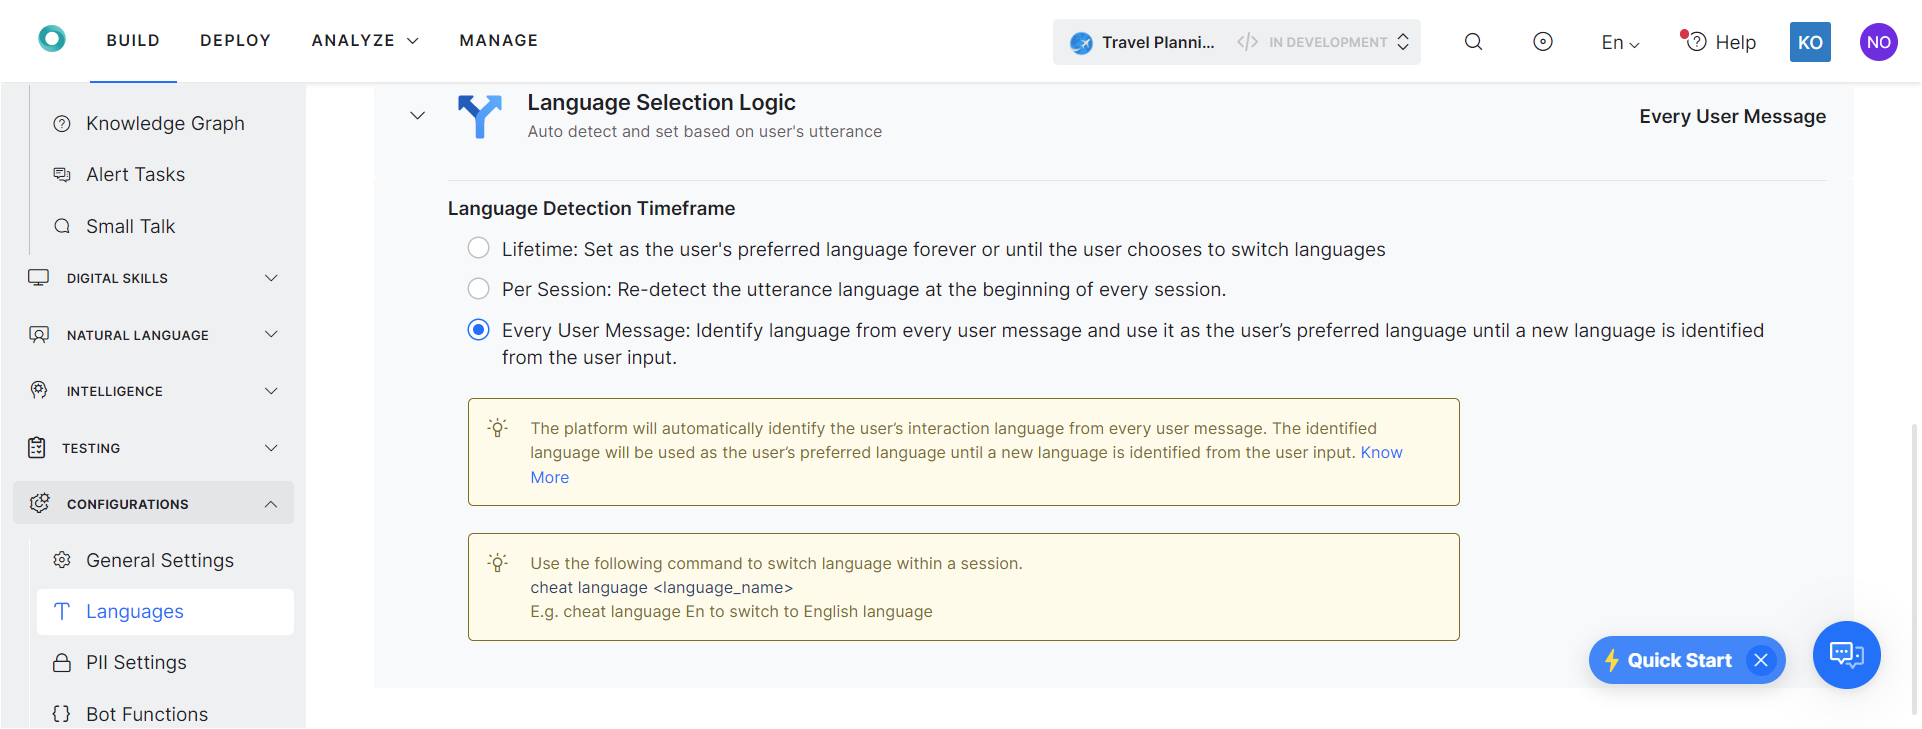 BUILD DEPLOY ANALYZE MANAGE Travel Planni... </> IN DEVELOPMENT En Help KO NO
Knowledge Graph
Alert Tasks
Small Talk
DIGITAL SKILLS
NATURAL LANGUAGE
INTELLIGENCE
TESTING
CONFIGURATIONS
General Settings
Languages
PII Settings
{} Bot Functions
Language Selection Logic
Auto detect and set based on user's utterance
Every User Message
Language Detection Timeframe
Lifetime: Set as the user's preferred language forever or until the user chooses to switch languages
Per Session: Re-detect the utterance language at the beginning of every session.
Every User Message: Identify language from every user message and use it as the user’s preferred language until a new language is identified
from the user input.
The platform will automatically identify the user’s interaction language from every user message. The identified
language will be used as the user’s preferred language until a new language is identified from the user input. Know
More
Use the following command to switch language within a session.
cheat language <language_name>
E.g. cheat language En to switch to English language
Quick Start